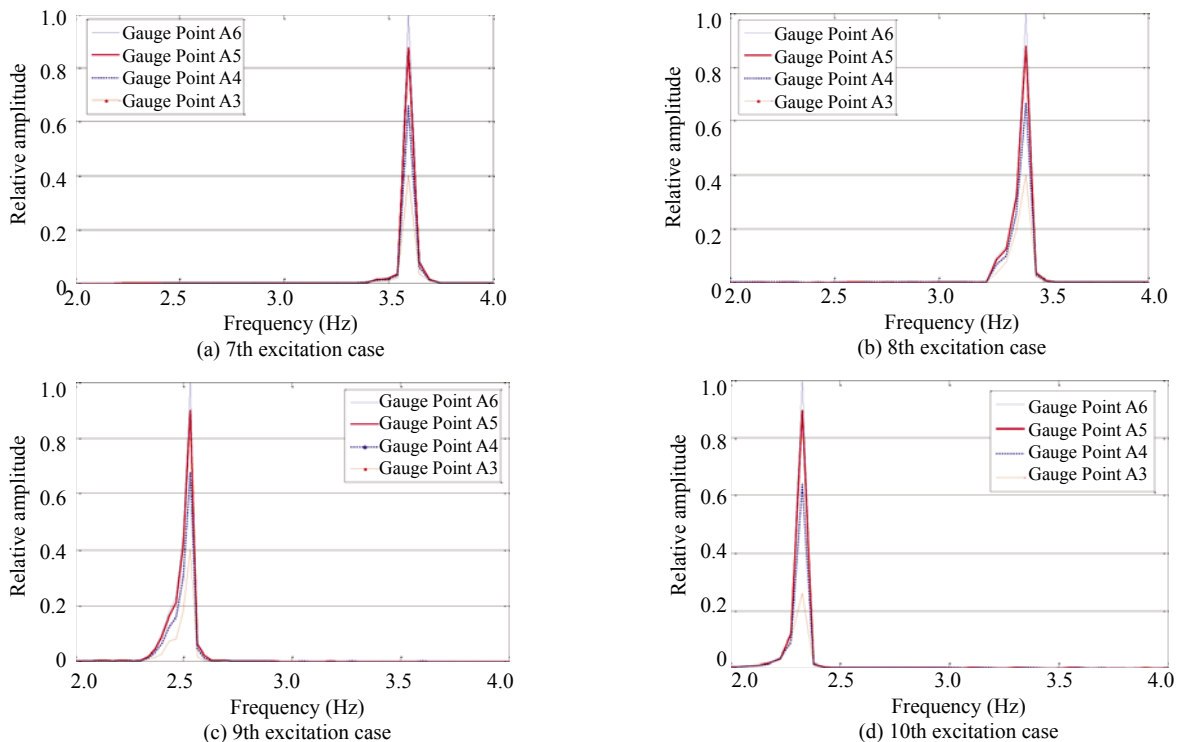 Relative amplitude
1.0
0.8
0.6
0.4
0.2
0
Gauge Point A6
Gauge Point A5
Gauge Point A4
Gauge Point A3
2.0 2.5 3.0 3.5 4.0
Frequency (Hz)
(a) 7th excitation case
Relative amplitude
1.0
0.8
0.6
0.4
0.2
0
Gauge Point A6
Gauge Point A5
Gauge Point A4
Gauge Point A3
2.0 2.5 3.0 3.5 4.0
Frequency (Hz)
(b) 8th excitation case
Relative amplitude
1.0
0.8
0.6
0.4
0.2
0
Gauge Point A6
Gauge Point A5
Gauge Point A4
Gauge Point A3
2.0 2.5 3.0 3.5 4.0
Frequency (Hz)
(c) 9th excitation case
Relative amplitude
1.0
0.8
0.6
0.4
0.2
0
Gauge Point A6
Gauge Point A5
Gauge Point A4
Gauge Point A3
2.0 2.5 3.0 3.5 4.0
Frequency (Hz)
(d) 10th excitation case